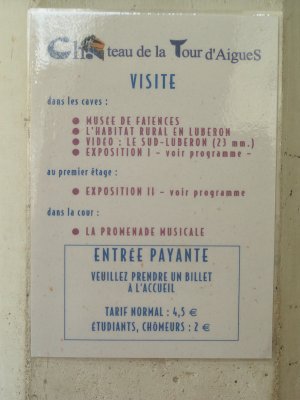 Château de la Tour d'AigueS
VISITE
dans les caves :
● MUSEE DE FAIENCES
● L'HABITAT RURAL EN LUBERON
● VIDEO : LE SUD-LUBERON (23 mm.)
● EXPOSITION I - voir programme -
au premier étage :
● EXPOSITION II - voir programme
dans la cour :
● LA PROMENADE MUSICALE
ENTRÉE PAYANTE
VEUILLEZ PRENDRE UN BILLET
À L'ACCUEIL
TARIF NORMAL : 4,5 €
ÉTUDIANTS, CHÔMEURS : 2 €